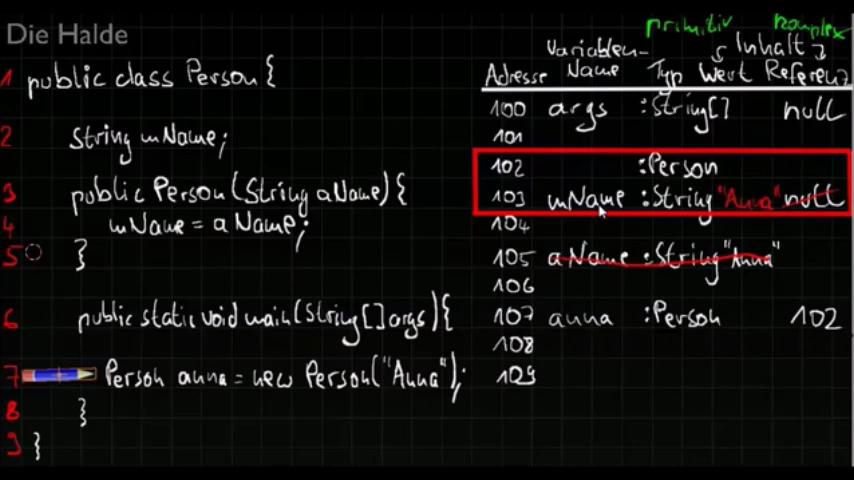 Die Halde
1 public class Person {
2 String mName;
3 public Person (String aName) {
4 mName = a Name;
5 }
6 public static void main (String [] args) {
7 Person anna = new Person ("Anna");
8 }
9 }
primitiv komplex
Variablen- Inhalt
Adresse Name Typ Wert Referenz
100 args :String[] null
101
102 :Person
103 mName :String "Anna" null
104
105 aName :String "Anna"
106
107 anna :Person 102
108
129